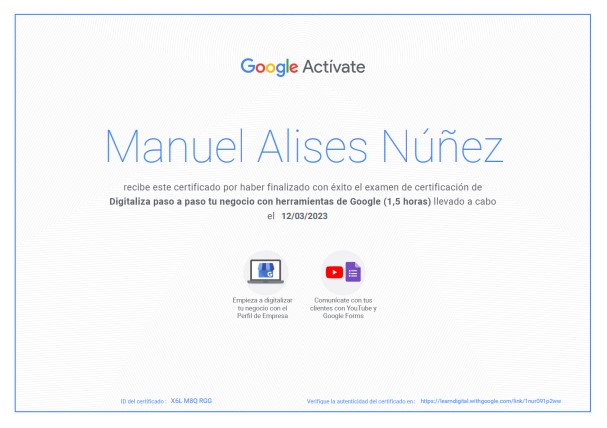 Google Actívate
Manuel Alises Núñez
recibe este certificado por haber finalizado con éxito el examen de certificación de
Digitaliza paso a paso tu negocio con herramientas de Google (1,5 horas) llevado a cabo
el 12/03/2023
G
Empieza a digitalizar
tu negocio con el
Perfil de Empresa
Comunícate con tus
clientes con YouTube y
Google Forms
ID del certificado : X6L M8Q RGG
Verifique la autenticidad del certificado en : https://learndigital.withgoogle.com/link/1nur091p2ww